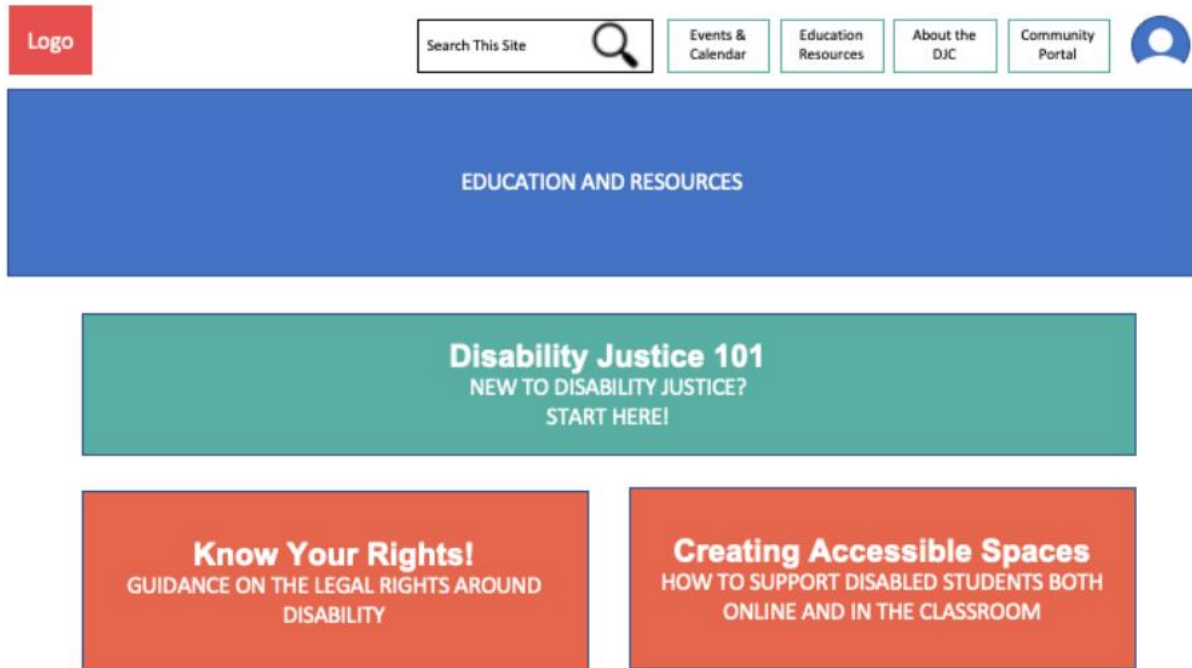 Logo
Search This Site
Events &
Calendar
Education
Resources
About the
DJC
Community
Portal
EDUCATION AND RESOURCES
Disability Justice 101
NEW TO DISABILITY JUSTICE?
START HERE!
Know Your Rights!
GUIDANCE ON THE LEGAL RIGHTS AROUND
DISABILITY
Creating Accessible Spaces
HOW TO SUPPORT DISABLED STUDENTS BOTH
ONLINE AND IN THE CLASSROOM